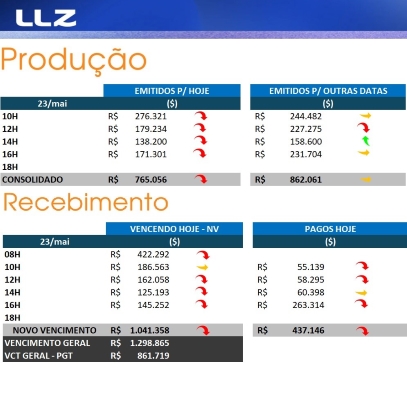 LLZ
Produção
EMITIDOS P/ HOJE EMITIDOS P/ OUTRAS DATAS
23/mai ($) ($)
10H R$ 276.321 R$ 244.482
12H R$ 179.234 R$ 227.275
14H R$ 138.200 R$ 158.600
16H R$ 171.301 R$ 231.704
18H
CONSOLIDADO R$ 765.056 R$ 862.061
Recebimento
VENCENDO HOJE - NV PAGOS HOJE
23/mai ($) ($)
08H R$ 422.292
10H R$ 186.563 R$ 55.139
12H R$ 162.058 R$ 58.295
14H R$ 125.193 R$ 60.398
16H R$ 145.252 R$ 263.314
18H
NOVO VENCIMENTO R$ 1.041.358 R$ 437.146
VENCIMENTO GERAL R$ 1.298.865
VCT GERAL - PGT R$ 861.719